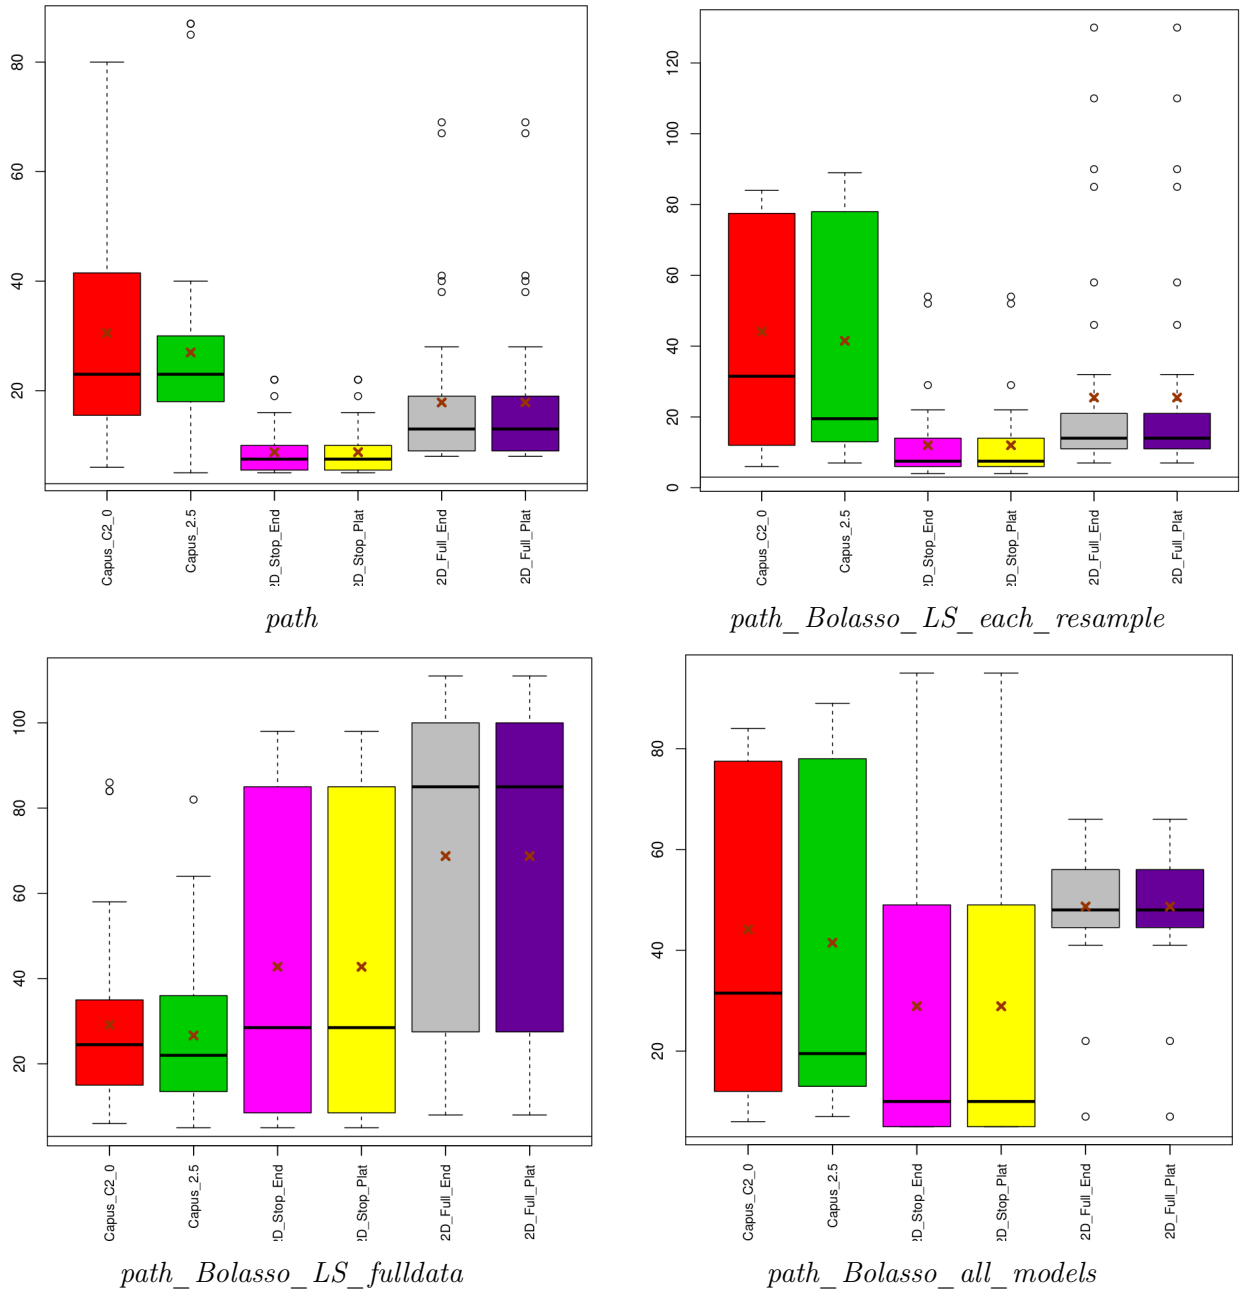 80
60
40
20
Capus_C2_0
Capus_2.5
2D_Stop_End
2D_Stop_Plat
2D_Full_End
2D_Full_Plat
path
120
100
80
60
40
20
0
Capus_C2_0
Capus_2.5
2D_Stop_End
2D_Stop_Plat
2D_Full_End
2D_Full_Plat
path_Bolasso_LS_each_resample
100
80
60
40
20
Capus_C2_0
Capus_2.5
2D_Stop_End
2D_Stop_Plat
2D_Full_End
2D_Full_Plat
path_Bolasso_LS_fulldata
80
60
40
20
Capus_C2_0
Capus_2.5
2D_Stop_End
2D_Stop_Plat
2D_Full_End
2D_Full_Plat
path_Bolasso_all_models